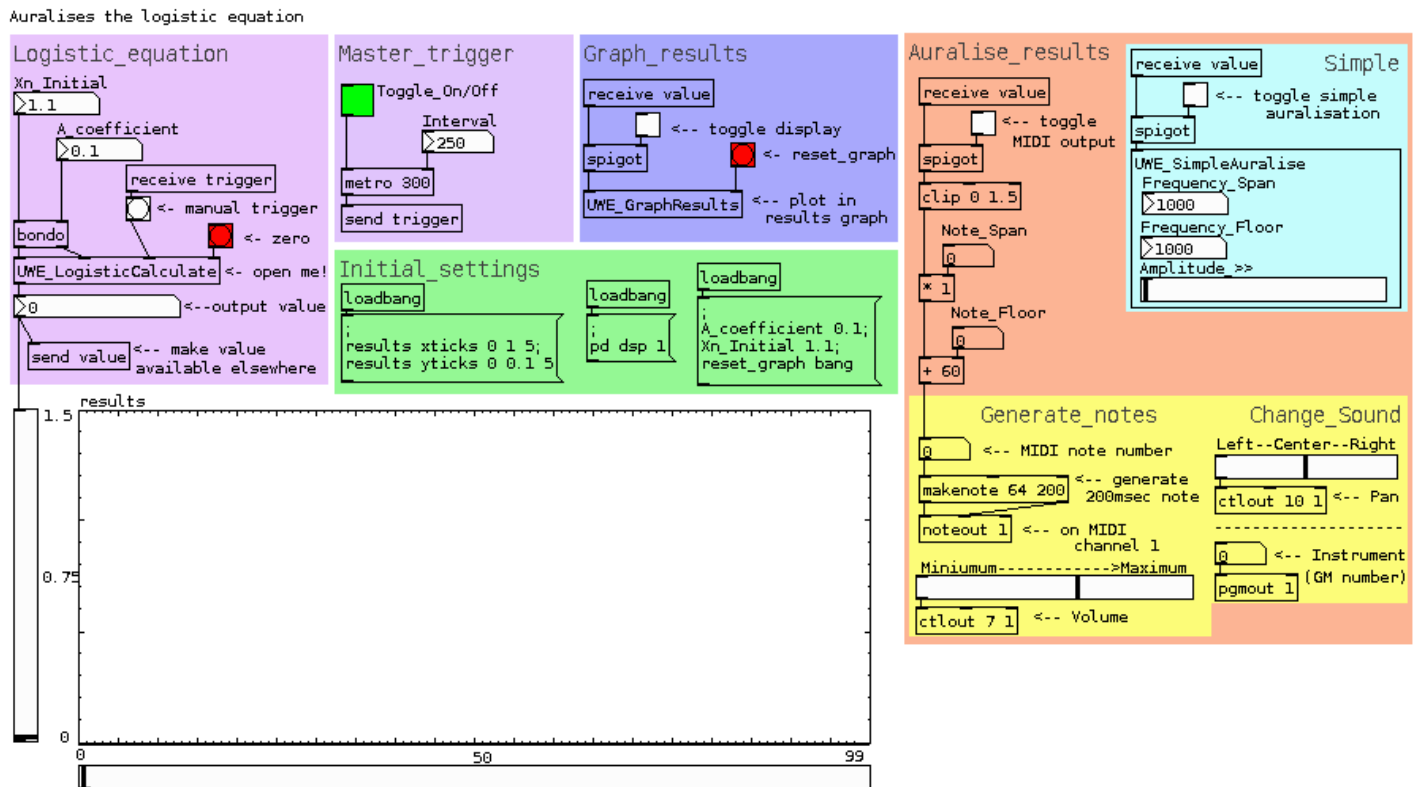 Auralises the logistic equation
Logistic_equation
Xn_Initial
1.1
A_coefficient
0.1
receive trigger
<- manual trigger
bondo
<- zero
UWE_LogisticCalculate
<- open me!
0
<--output value
send value
<-- make value
available elsewhere
Master_trigger
Toggle_On/Off
Interval
250
metro 300
send trigger
Graph_results
receive value
<-- toggle display
spigot
<- reset_graph
UWE_GraphResults
<-- plot in
results graph
Initial_settings
loadbang
;
results xticks 0 1 5;
results yticks 0 0.1 5
loadbang
;
pd dsp 1
loadbang
;
A_coefficient 0.1;
Xn_Initial 1.1;
reset_graph bang
results
1.5
0.75
0
0
50
99
Auralise_results
receive value
<-- toggle
MIDI output
spigot
clip 0 1.5
Note_Span
0
* 1
Note_Floor
0
+ 60
Simple
receive value
<-- toggle simple
auralisation
spigot
UWE_SimpleAuralise
Frequency_Span
1000
Frequency_Floor
1000
Amplitude_>>
Generate_notes
0
<-- MIDI note number
makenote 64 200
<-- generate
200msec note
noteout 1
<-- on MIDI
channel 1
Miniumum------------>Maximum
ctlout 7 1
<-- Volume
Change_Sound
Left--Center--Right
ctlout 10 1
<-- Pan
--------------------
0
<-- Instrument
(GM number)
pgmout 1